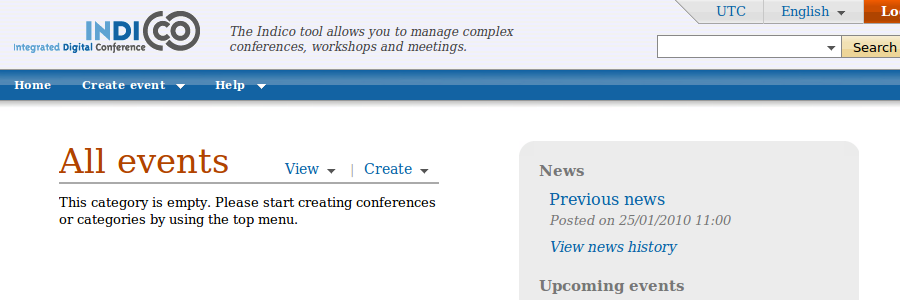 UTC English Lo
INDICO
Integrated Digital Conference
The Indico tool allows you to manage complex
conferences, workshops and meetings.
Search
Home Create event Help
All events View | Create
This category is empty. Please start creating conferences
or categories by using the top menu.
News
Previous news
Posted on 25/01/2010 11:00
View news history
Upcoming events